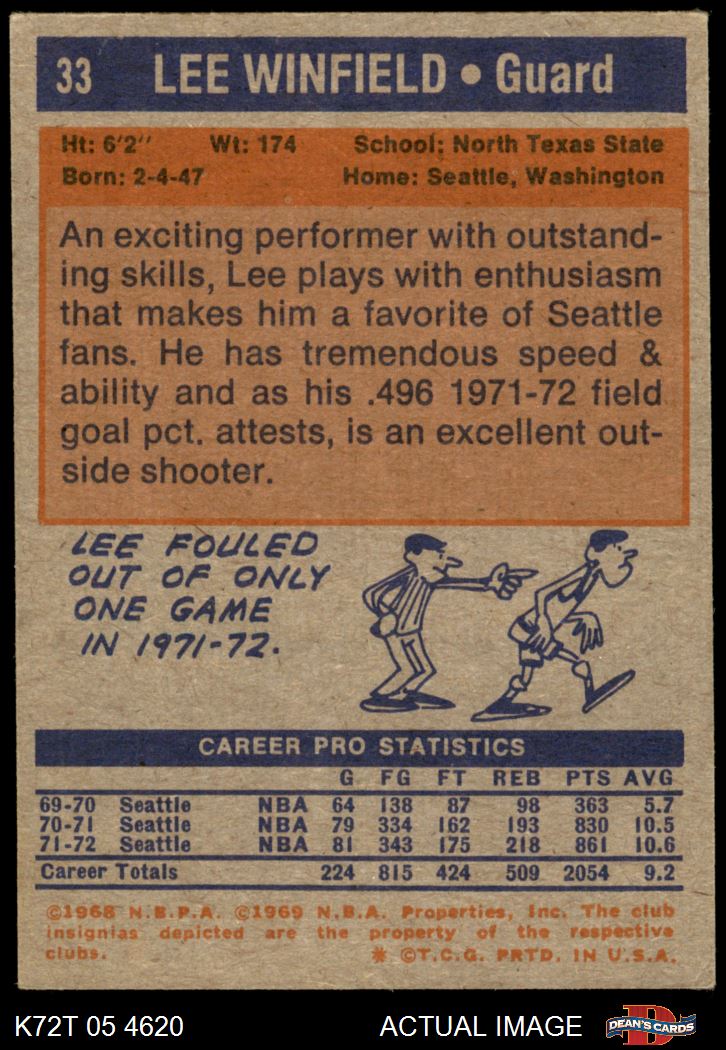 33 LEE WINFIELD • Guard
Ht: 6'2" Wt: 174 School: North Texas State
Born: 2-4-47 Home: Seattle, Washington
An exciting performer with outstand-
ing skills, Lee plays with enthusiasm
that makes him a favorite of Seattle
fans. He has tremendous speed &
ability and as his .496 1971-72 field
goal pct. attests, is an excellent out-
side shooter.
LEE FOULED
OUT OF ONLY
ONE GAME
IN 1971-72.
CAREER PRO STATISTICS
G FG FT REB PTS AVG
69-70 Seattle NBA 64 138 87 98 363 5.7
70-71 Seattle NBA 79 334 162 193 830 10.5
71-72 Seattle NBA 81 343 175 218 861 10.6
Career Totals 224 815 424 509 2054 9.2
©1968 N.B.P.A. ©1969 N.B.A. Properties, Inc. The club
insignias depicted are the property of the respective
clubs. * ©T.C.G. PRTD. IN U.S.A.
K72T 05 4620 ACTUAL IMAGE D DEAN'S CARDS